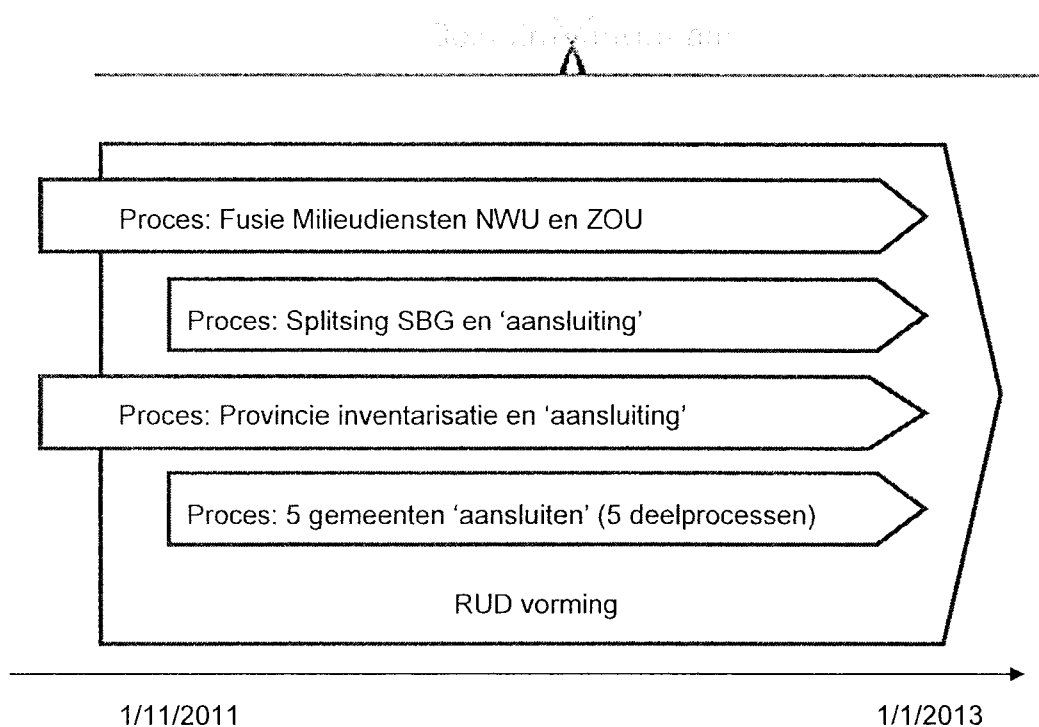 Proces: Fusie Milieudiensten NWU en ZOU
Proces: Splitsing SBG en ‘aansluiting’
Proces: Provincie inventarisatie en ‘aansluiting’
Proces: 5 gemeenten ‘aansluiten’ (5 deelprocessen)
RUD vorming
1/11/2011
1/1/2013